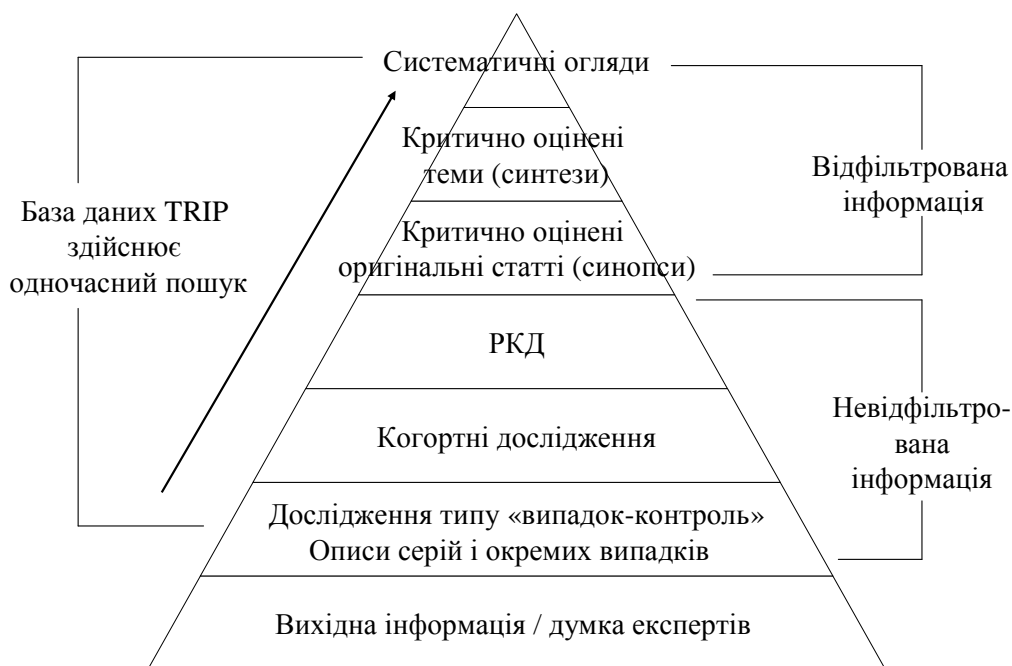 Систематичні огляди
Критично оцінені
теми (синтези)
Критично оцінені
оригінальні статті (синопси)
РКД
Когортні дослідження
Дослідження типу «випадок-контроль»
Описи серій і окремих випадків
Вихідна інформація / думка експертів
База даних TRIP
здійснює
одночасний пошук
Відфільтрована
інформація
Невідфільтро-
вана
інформація